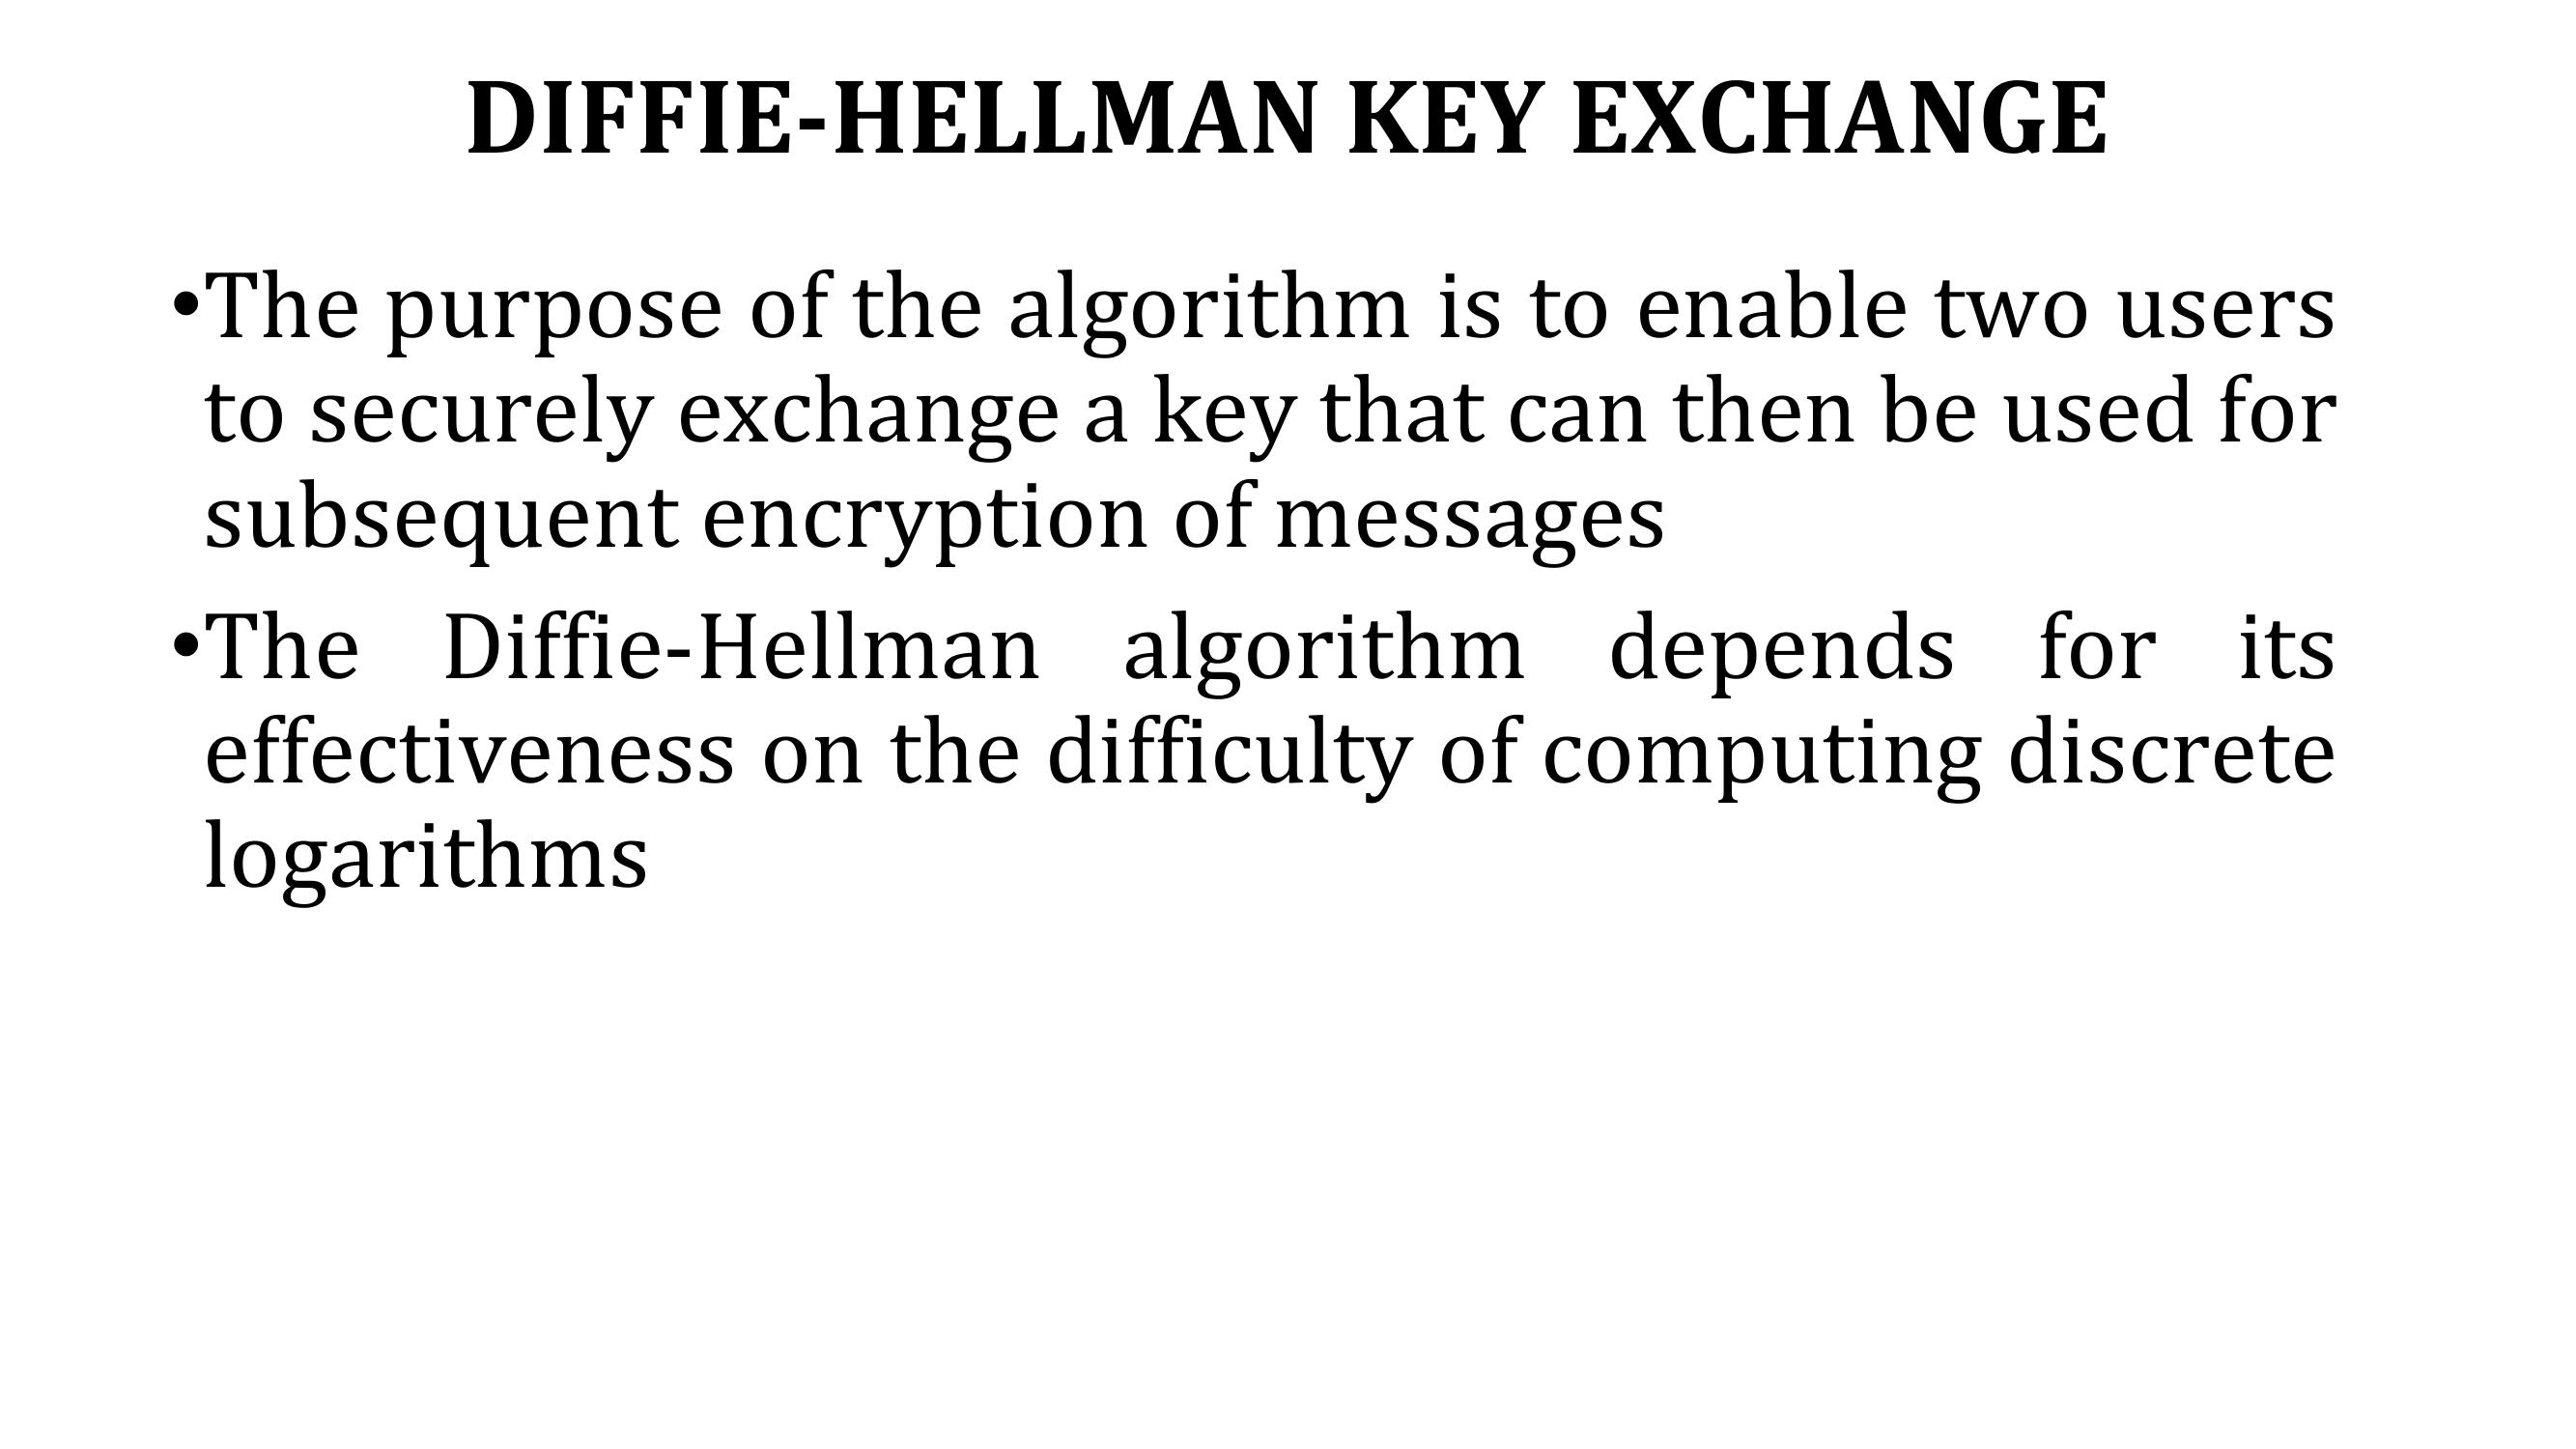 DIFFIE-HELLMAN KEY EXCHANGE
•The purpose of the algorithm is to enable two users
to securely exchange a key that can then be used for
subsequent encryption of messages
•The Diffie-Hellman algorithm depends for its
effectiveness on the difficulty of computing discrete
logarithms